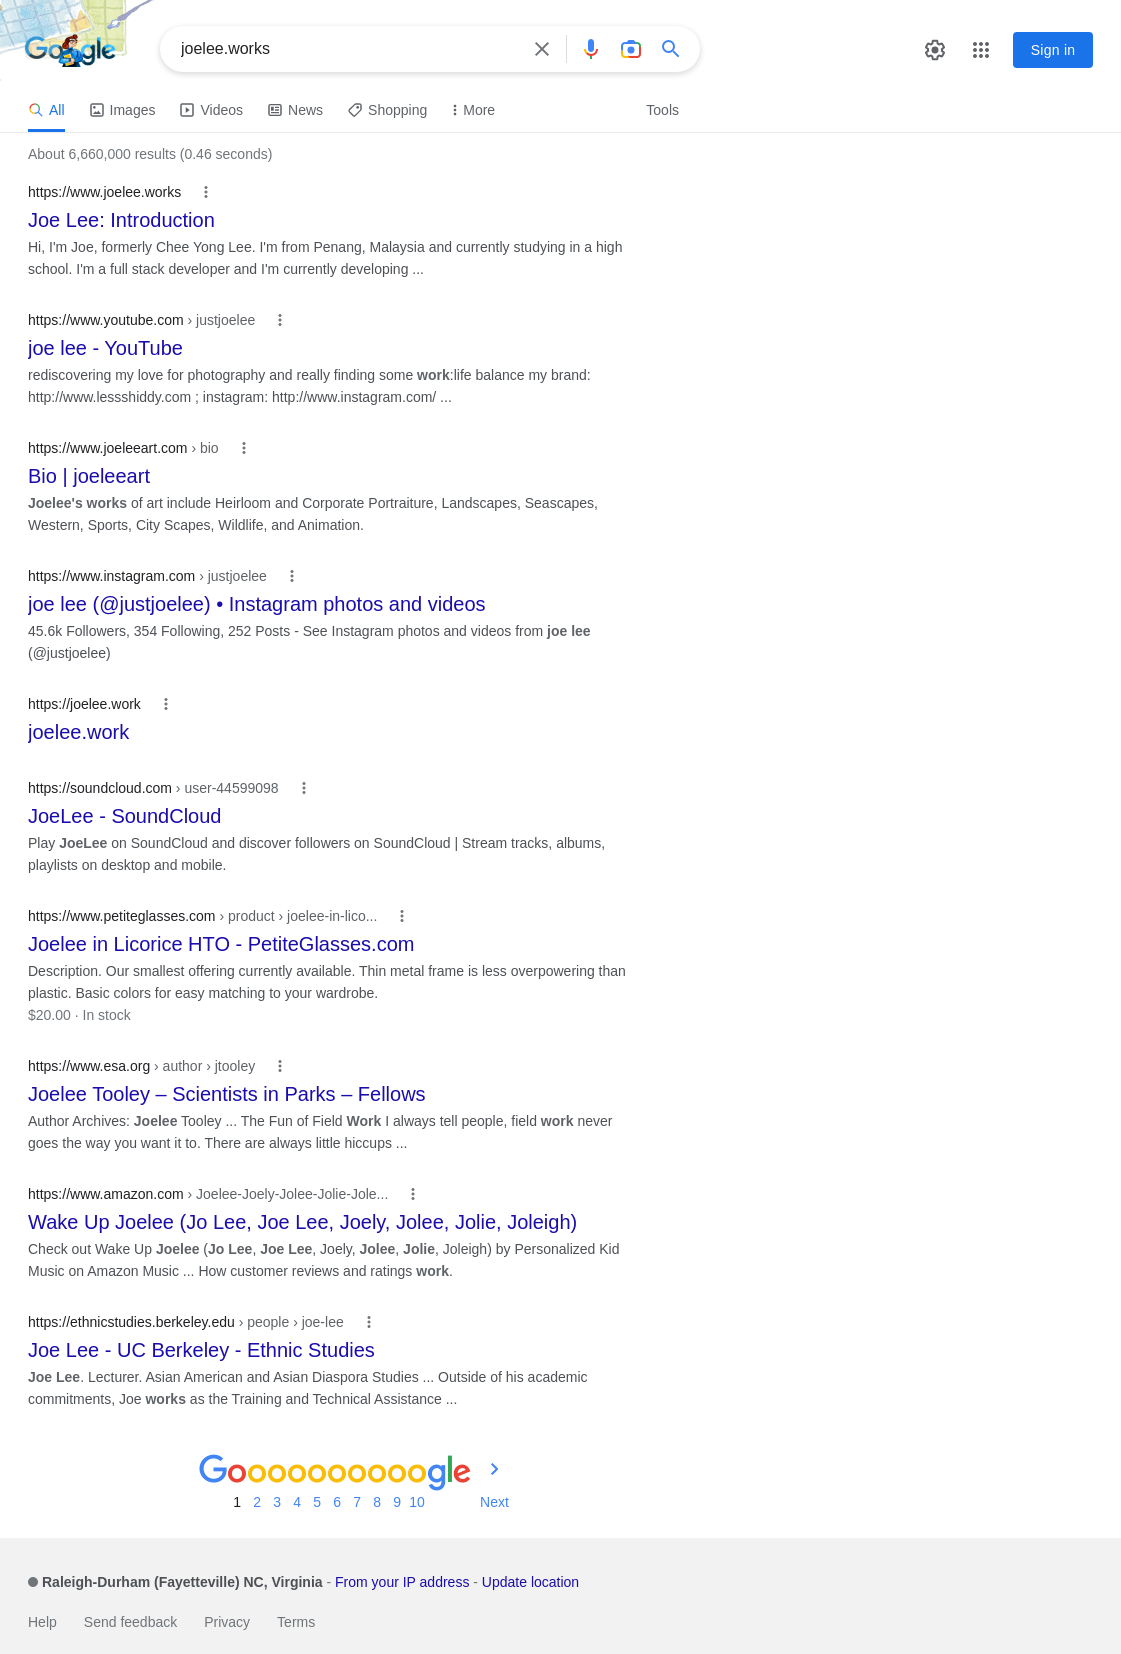 Google
joelee.works
Sign in
All Images Videos News Shopping More Tools
About 6,660,000 results (0.46 seconds)
https://www.joelee.works
Joe Lee: Introduction
Hi, I'm Joe, formerly Chee Yong Lee. I'm from Penang, Malaysia and currently studying in a high
school. I'm a full stack developer and I'm currently developing ...
https://www.youtube.com › justjoelee
joe lee - YouTube
rediscovering my love for photography and really finding some work:life balance my brand:
http://www.lessshiddy.com ; instagram: http://www.instagram.com/ ...
https://www.joeleeart.com › bio
Bio | joeleeart
Joelee's works of art include Heirloom and Corporate Portraiture, Landscapes, Seascapes,
Western, Sports, City Scapes, Wildlife, and Animation.
https://www.instagram.com › justjoelee
joe lee (@justjoelee) • Instagram photos and videos
45.6k Followers, 354 Following, 252 Posts - See Instagram photos and videos from joe lee
(@justjoelee)
https://joelee.work
joelee.work
https://soundcloud.com › user-44599098
JoeLee - SoundCloud
Play JoeLee on SoundCloud and discover followers on SoundCloud | Stream tracks, albums,
playlists on desktop and mobile.
https://www.petiteglasses.com › product › joelee-in-lico...
Joelee in Licorice HTO - PetiteGlasses.com
Description. Our smallest offering currently available. Thin metal frame is less overpowering than
plastic. Basic colors for easy matching to your wardrobe.
$20.00 · In stock
https://www.esa.org › author › jtooley
Joelee Tooley – Scientists in Parks – Fellows
Author Archives: Joelee Tooley ... The Fun of Field Work I always tell people, field work never
goes the way you want it to. There are always little hiccups ...
https://www.amazon.com › Joelee-Joely-Jolee-Jolie-Jole...
Wake Up Joelee (Jo Lee, Joe Lee, Joely, Jolee, Jolie, Joleigh)
Check out Wake Up Joelee (Jo Lee, Joe Lee, Joely, Jolee, Jolie, Joleigh) by Personalized Kid
Music on Amazon Music ... How customer reviews and ratings work.
https://ethnicstudies.berkeley.edu › people › joe-lee
Joe Lee - UC Berkeley - Ethnic Studies
Joe Lee. Lecturer. Asian American and Asian Diaspora Studies ... Outside of his academic
commitments, Joe works as the Training and Technical Assistance ...
Goooooooooogle
1 2 3 4 5 6 7 8 9 10 Next
Raleigh-Durham (Fayetteville) NC, Virginia - From your IP address - Update location
Help Send feedback Privacy Terms